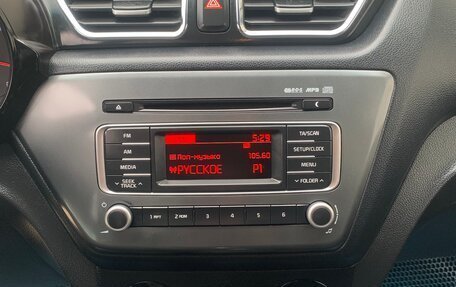 MP3
FM
AM
MEDIA
SEEK
TRACK
5:29
Поп-музыка 105.60
РУССКОЕ P1
TA/SCAN
SETUP/CLOCK
MENU
FOLDER
1 RPT
2 RDM
3
4
5
6